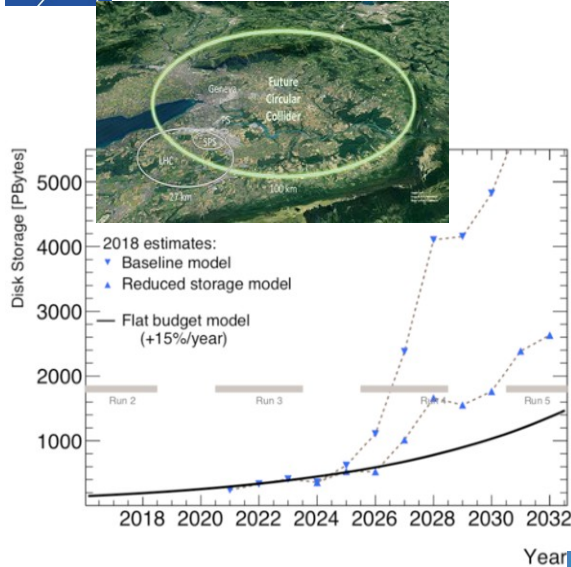 Geneva
Future
Circular
Collider
PS
SPS
LHC
27 km
100 km
Disk Storage [PBytes]
5000
4000
3000
2000
1000
2018 estimates:
Baseline model
Reduced storage model
Flat budget model
(+15%/year)
Run 2
Run 3
Run 4
Run 5
2018 2020 2022 2024 2026 2028 2030 2032
Year